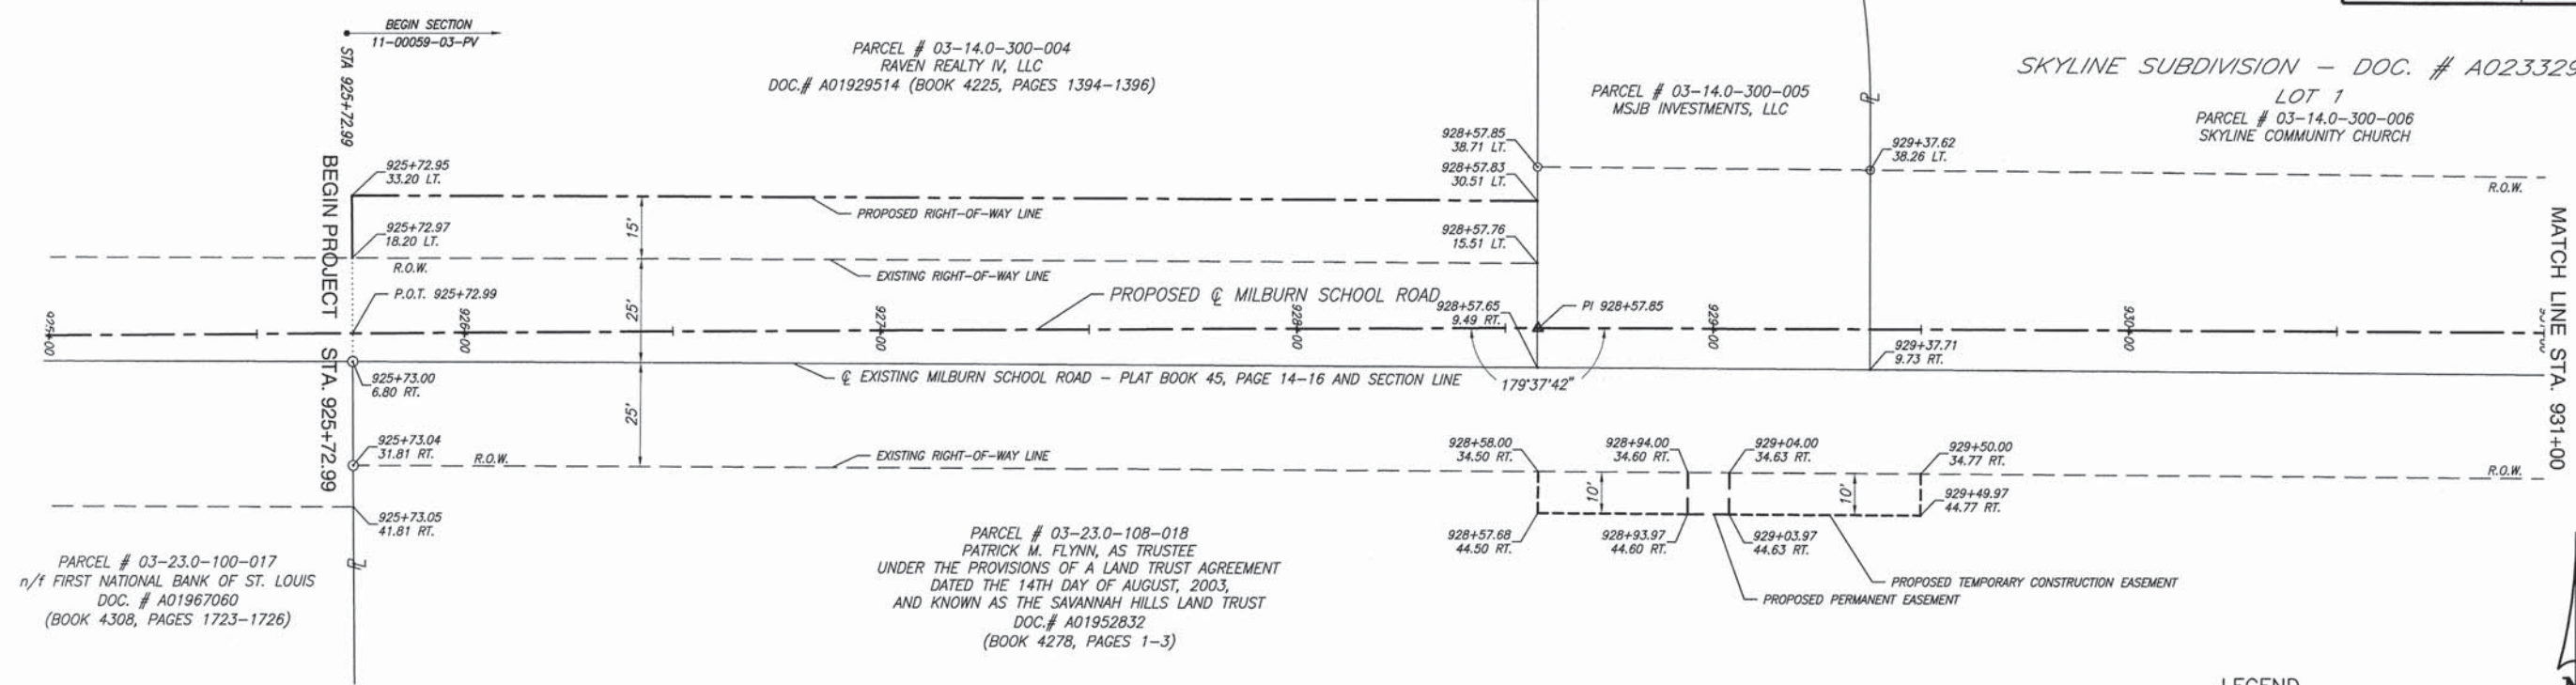 BEGIN SECTION
11-00059-03-PV
STA 925+72.99
BEGIN PROJECT STA. 925+72.99
PARCEL # 03-14.0-300-004
RAVEN REALTY IV, LLC
DOC.# A01929514 (BOOK 4225, PAGES 1394-1396)
PARCEL # 03-14.0-300-005
MSJB INVESTMENTS, LLC
SKYLINE SUBDIVISION - DOC. # A023329
LOT 1
PARCEL # 03-14.0-300-006
SKYLINE COMMUNITY CHURCH
925+72.95
33.20 LT.
925+72.97
18.20 LT.
R.O.W.
P.O.T. 925+72.99
15'
25'
25'
PROPOSED RIGHT-OF-WAY LINE
EXISTING RIGHT-OF-WAY LINE
PROPOSED ℄ MILBURN SCHOOL ROAD
928+57.85
38.71 LT.
928+57.83
30.51 LT.
928+57.76
15.51 LT.
928+57.65
9.49 RT.
PI 928+57.85
929+37.62
38.26 LT.
R.O.W.
925+00
926+00
927+00
928+00
929+00
930+00
MATCH LINE STA. 931+00
925+73.00
6.80 RT.
℄ EXISTING MILBURN SCHOOL ROAD - PLAT BOOK 45, PAGE 14-16 AND SECTION LINE
179°37'42"
929+37.71
9.73 RT.
925+73.04
31.81 RT.
R.O.W.
EXISTING RIGHT-OF-WAY LINE
928+58.00
34.50 RT.
928+94.00
34.60 RT.
929+04.00
34.63 RT.
929+50.00
34.77 RT.
R.O.W.
10'
10'
929+49.97
44.77 RT.
925+73.05
41.81 RT.
928+57.68
44.50 RT.
928+93.97
44.60 RT.
929+03.97
44.63 RT.
PROPOSED TEMPORARY CONSTRUCTION EASEMENT
PROPOSED PERMANENT EASEMENT
PARCEL # 03-23.0-100-017
n/f FIRST NATIONAL BANK OF ST. LOUIS
DOC. # A01967060
(BOOK 4308, PAGES 1723-1726)
PARCEL # 03-23.0-108-018
PATRICK M. FLYNN, AS TRUSTEE
UNDER THE PROVISIONS OF A LAND TRUST AGREEMENT
DATED THE 14TH DAY OF AUGUST, 2003,
AND KNOWN AS THE SAVANNAH HILLS LAND TRUST
DOC.# A01952832
(BOOK 4278, PAGES 1-3)
LEGEND